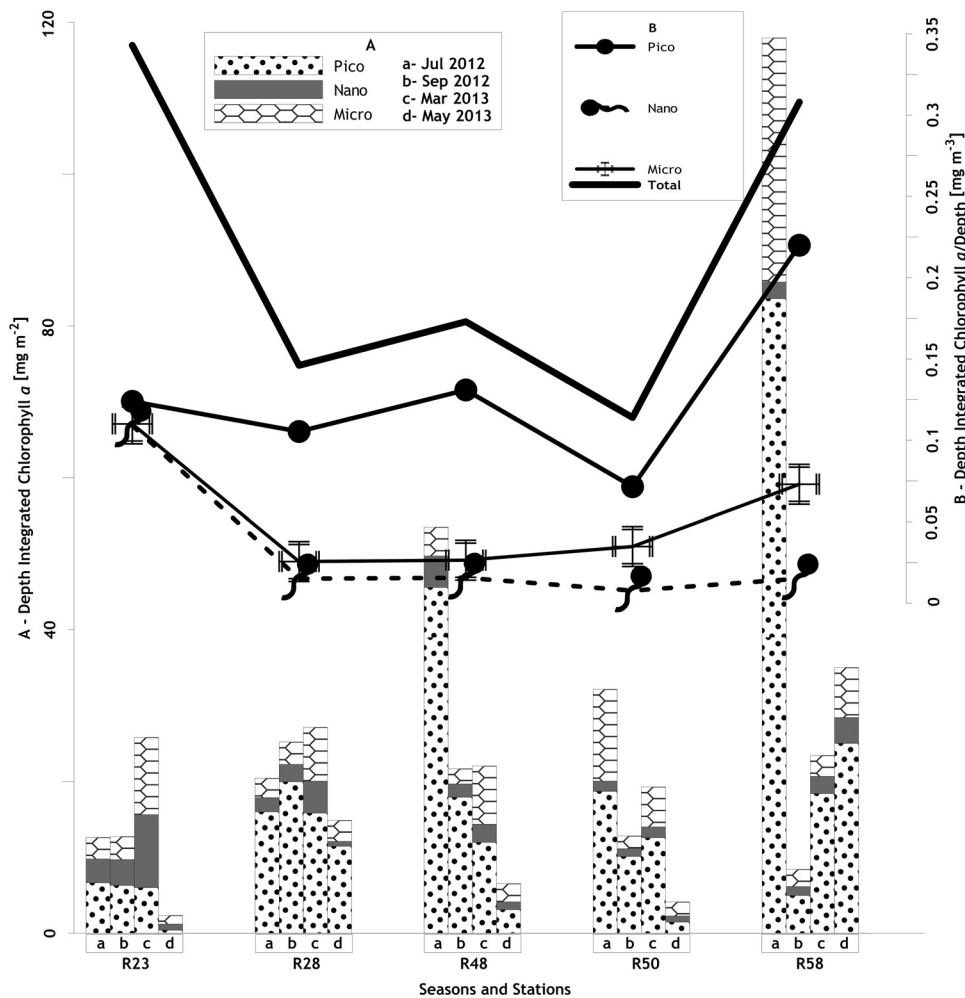 120
80
40
0
A - Depth Integrated Chlorophyll a [mg m-2]
A
Pico
Nano
Micro
a- Jul 2012
b- Sep 2012
c- Mar 2013
d- May 2013
B
Pico
Nano
Micro
Total
0.35
0.3
0.25
0.2
0.15
0.1
0.05
0
B - Depth Integrated Chlorophyll a/Depth [mg m-3]
a b c d
a b c d
a b c d
a b c d
a b c d
R23
R28
R48
R50
R58
Seasons and Stations